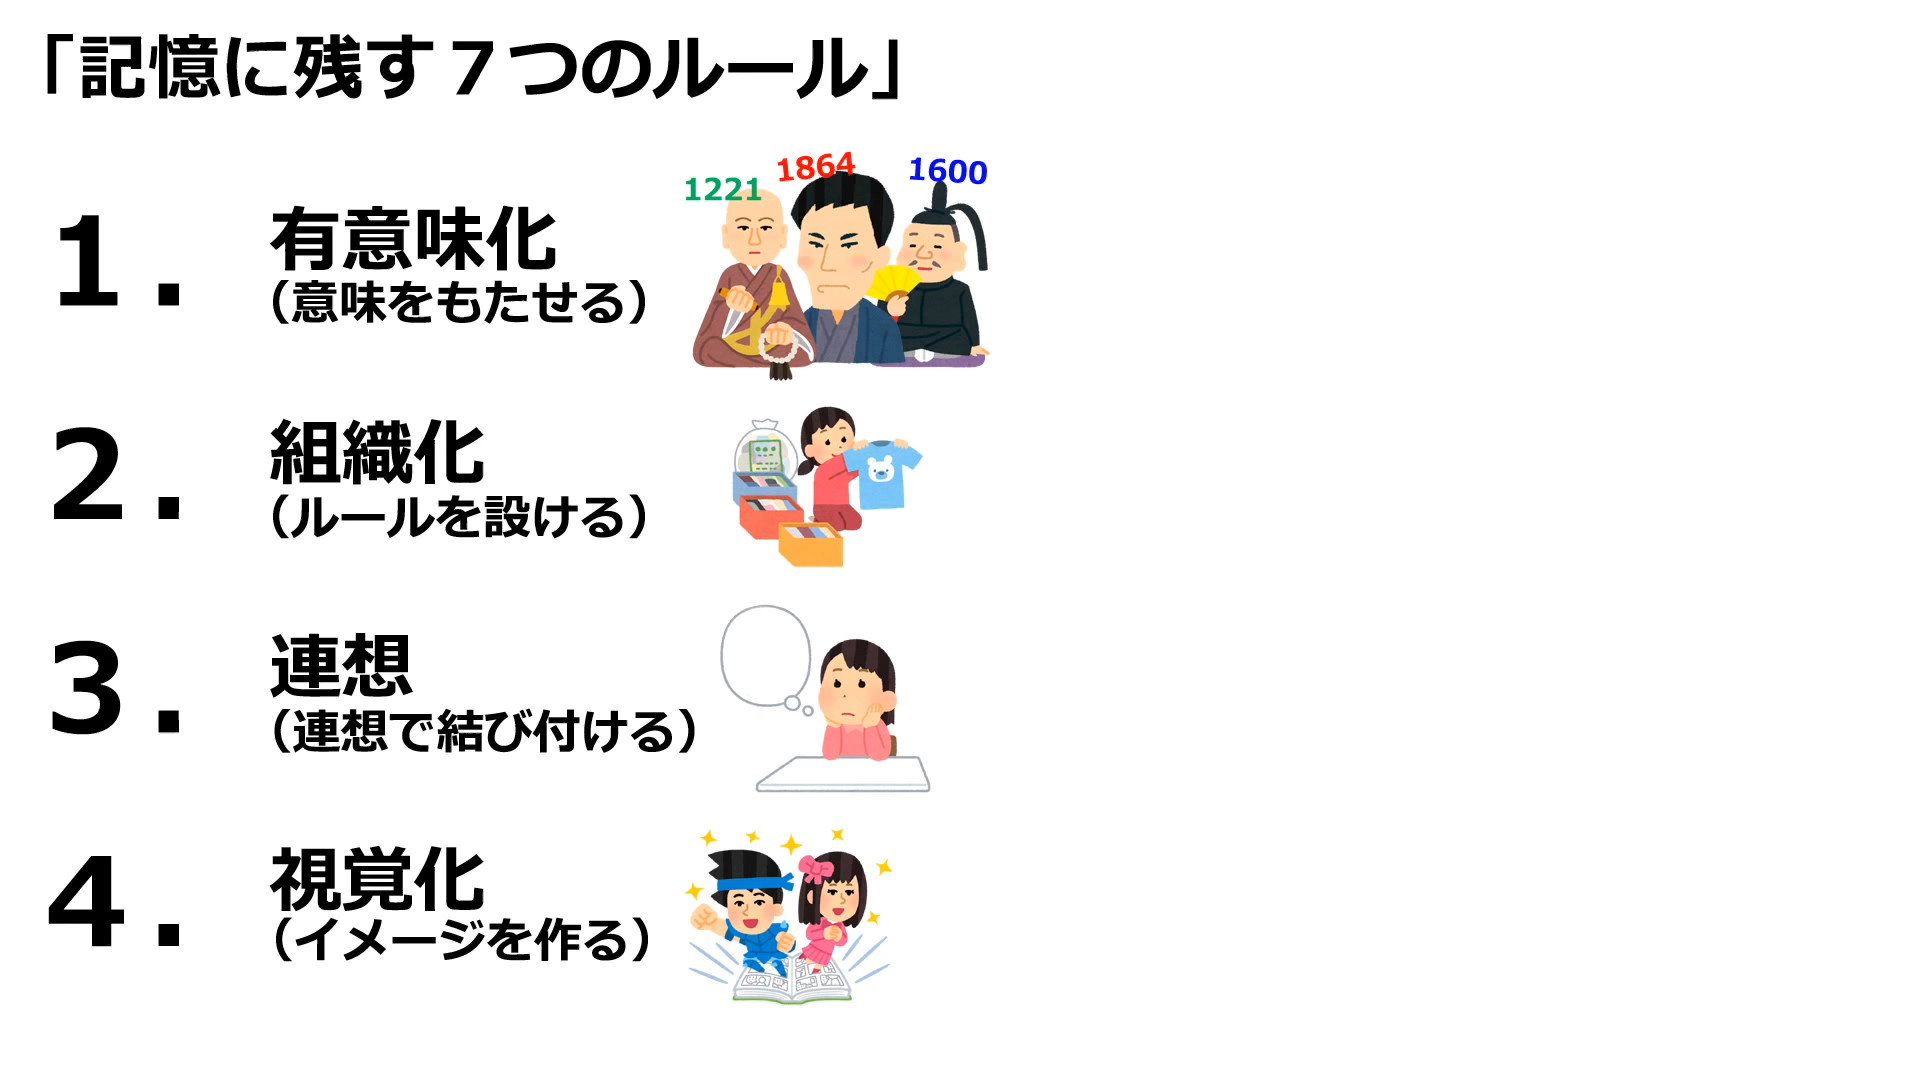 「記憶に残す７つのルール」
1221
1864
1600
１．
有意味化
（意味をもたせる）
２．
組織化
（ルールを設ける）
３．
連想
（連想で結び付ける）
４．
視覚化
（イメージを作る）